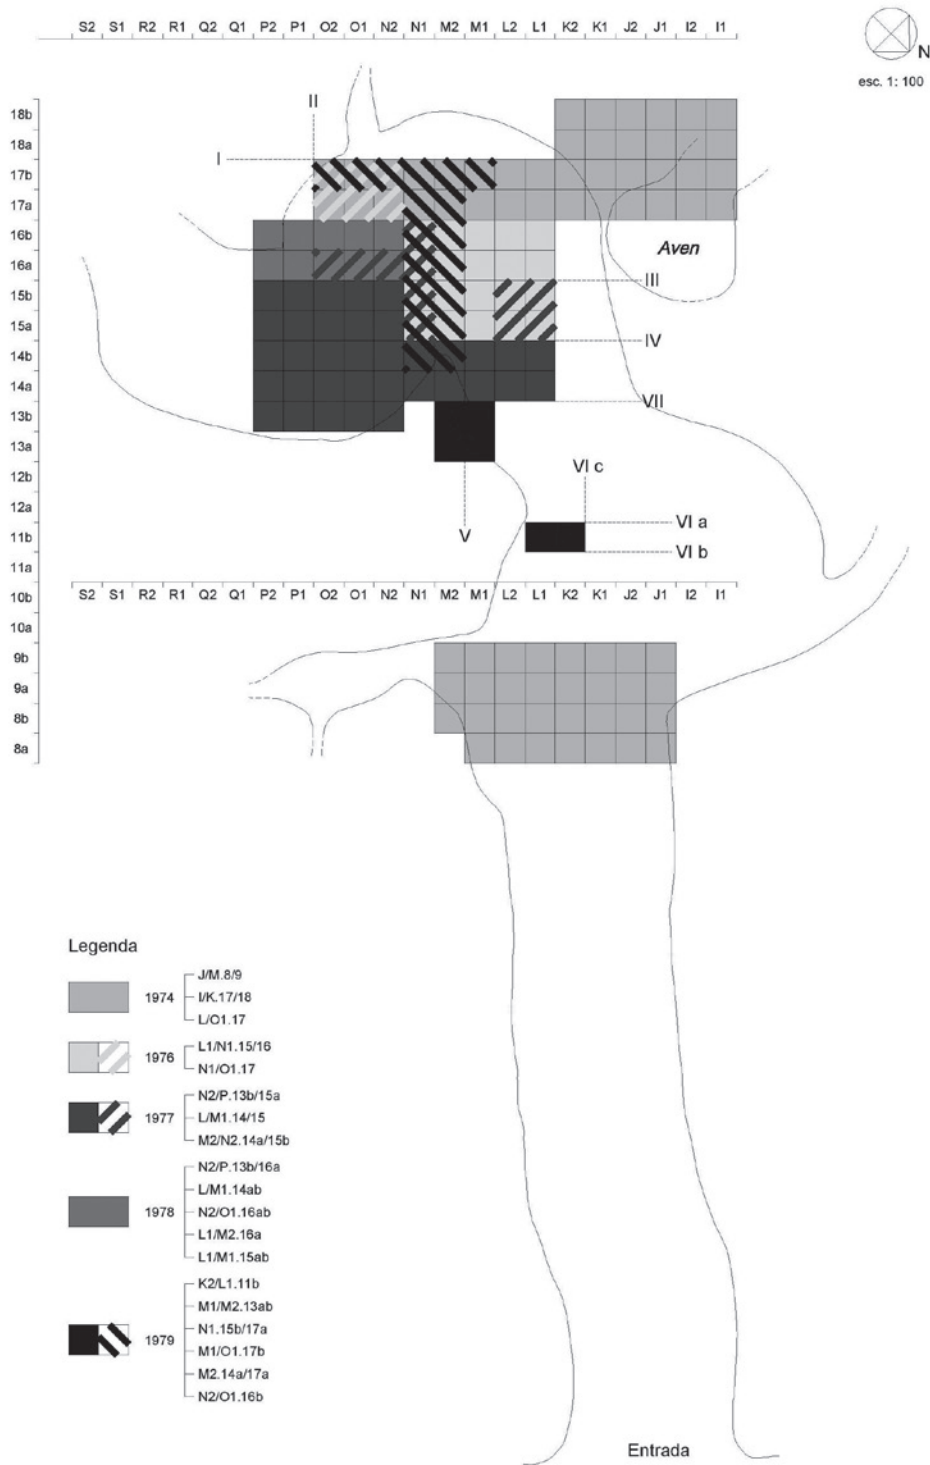 S2 S1 R2 R1 Q2 Q1 P2 P1 O2 O1 N2 N1 M2 M1 L2 L1 K2 K1 J2 J1 I2 I1
N
esc. 1: 100
18b
II
18a
I
17b
17a
16b
Aven
16a
III
15b
15a
IV
14b
14a
VII
13b
13a
12b
VI c
12a
V
VI a
11b
VI b
11a
10b
S2 S1 R2 R1 Q2 Q1 P2 P1 O2 O1 N2 N1 M2 M1 L2 L1 K2 K1 J2 J1 I2 I1
10a
9b
9a
8b
8a
Legenda
1974
J/M.8/9
I/K.17/18
L/O1.17
1976
L1/N1.15/16
N1/O1.17
1977
N2/P.13b/15a
L/M1.14/15
M2/N2.14a/15b
1978
N2/P.13b/16a
L/M1.14ab
N2/O1.16ab
L1/M2.16a
L1/M1.15ab
1979
K2/L1.11b
M1/M2.13ab
N1.15b/17a
M1/O1.17b
M2.14a/17a
N2/O1.16b
Entrada